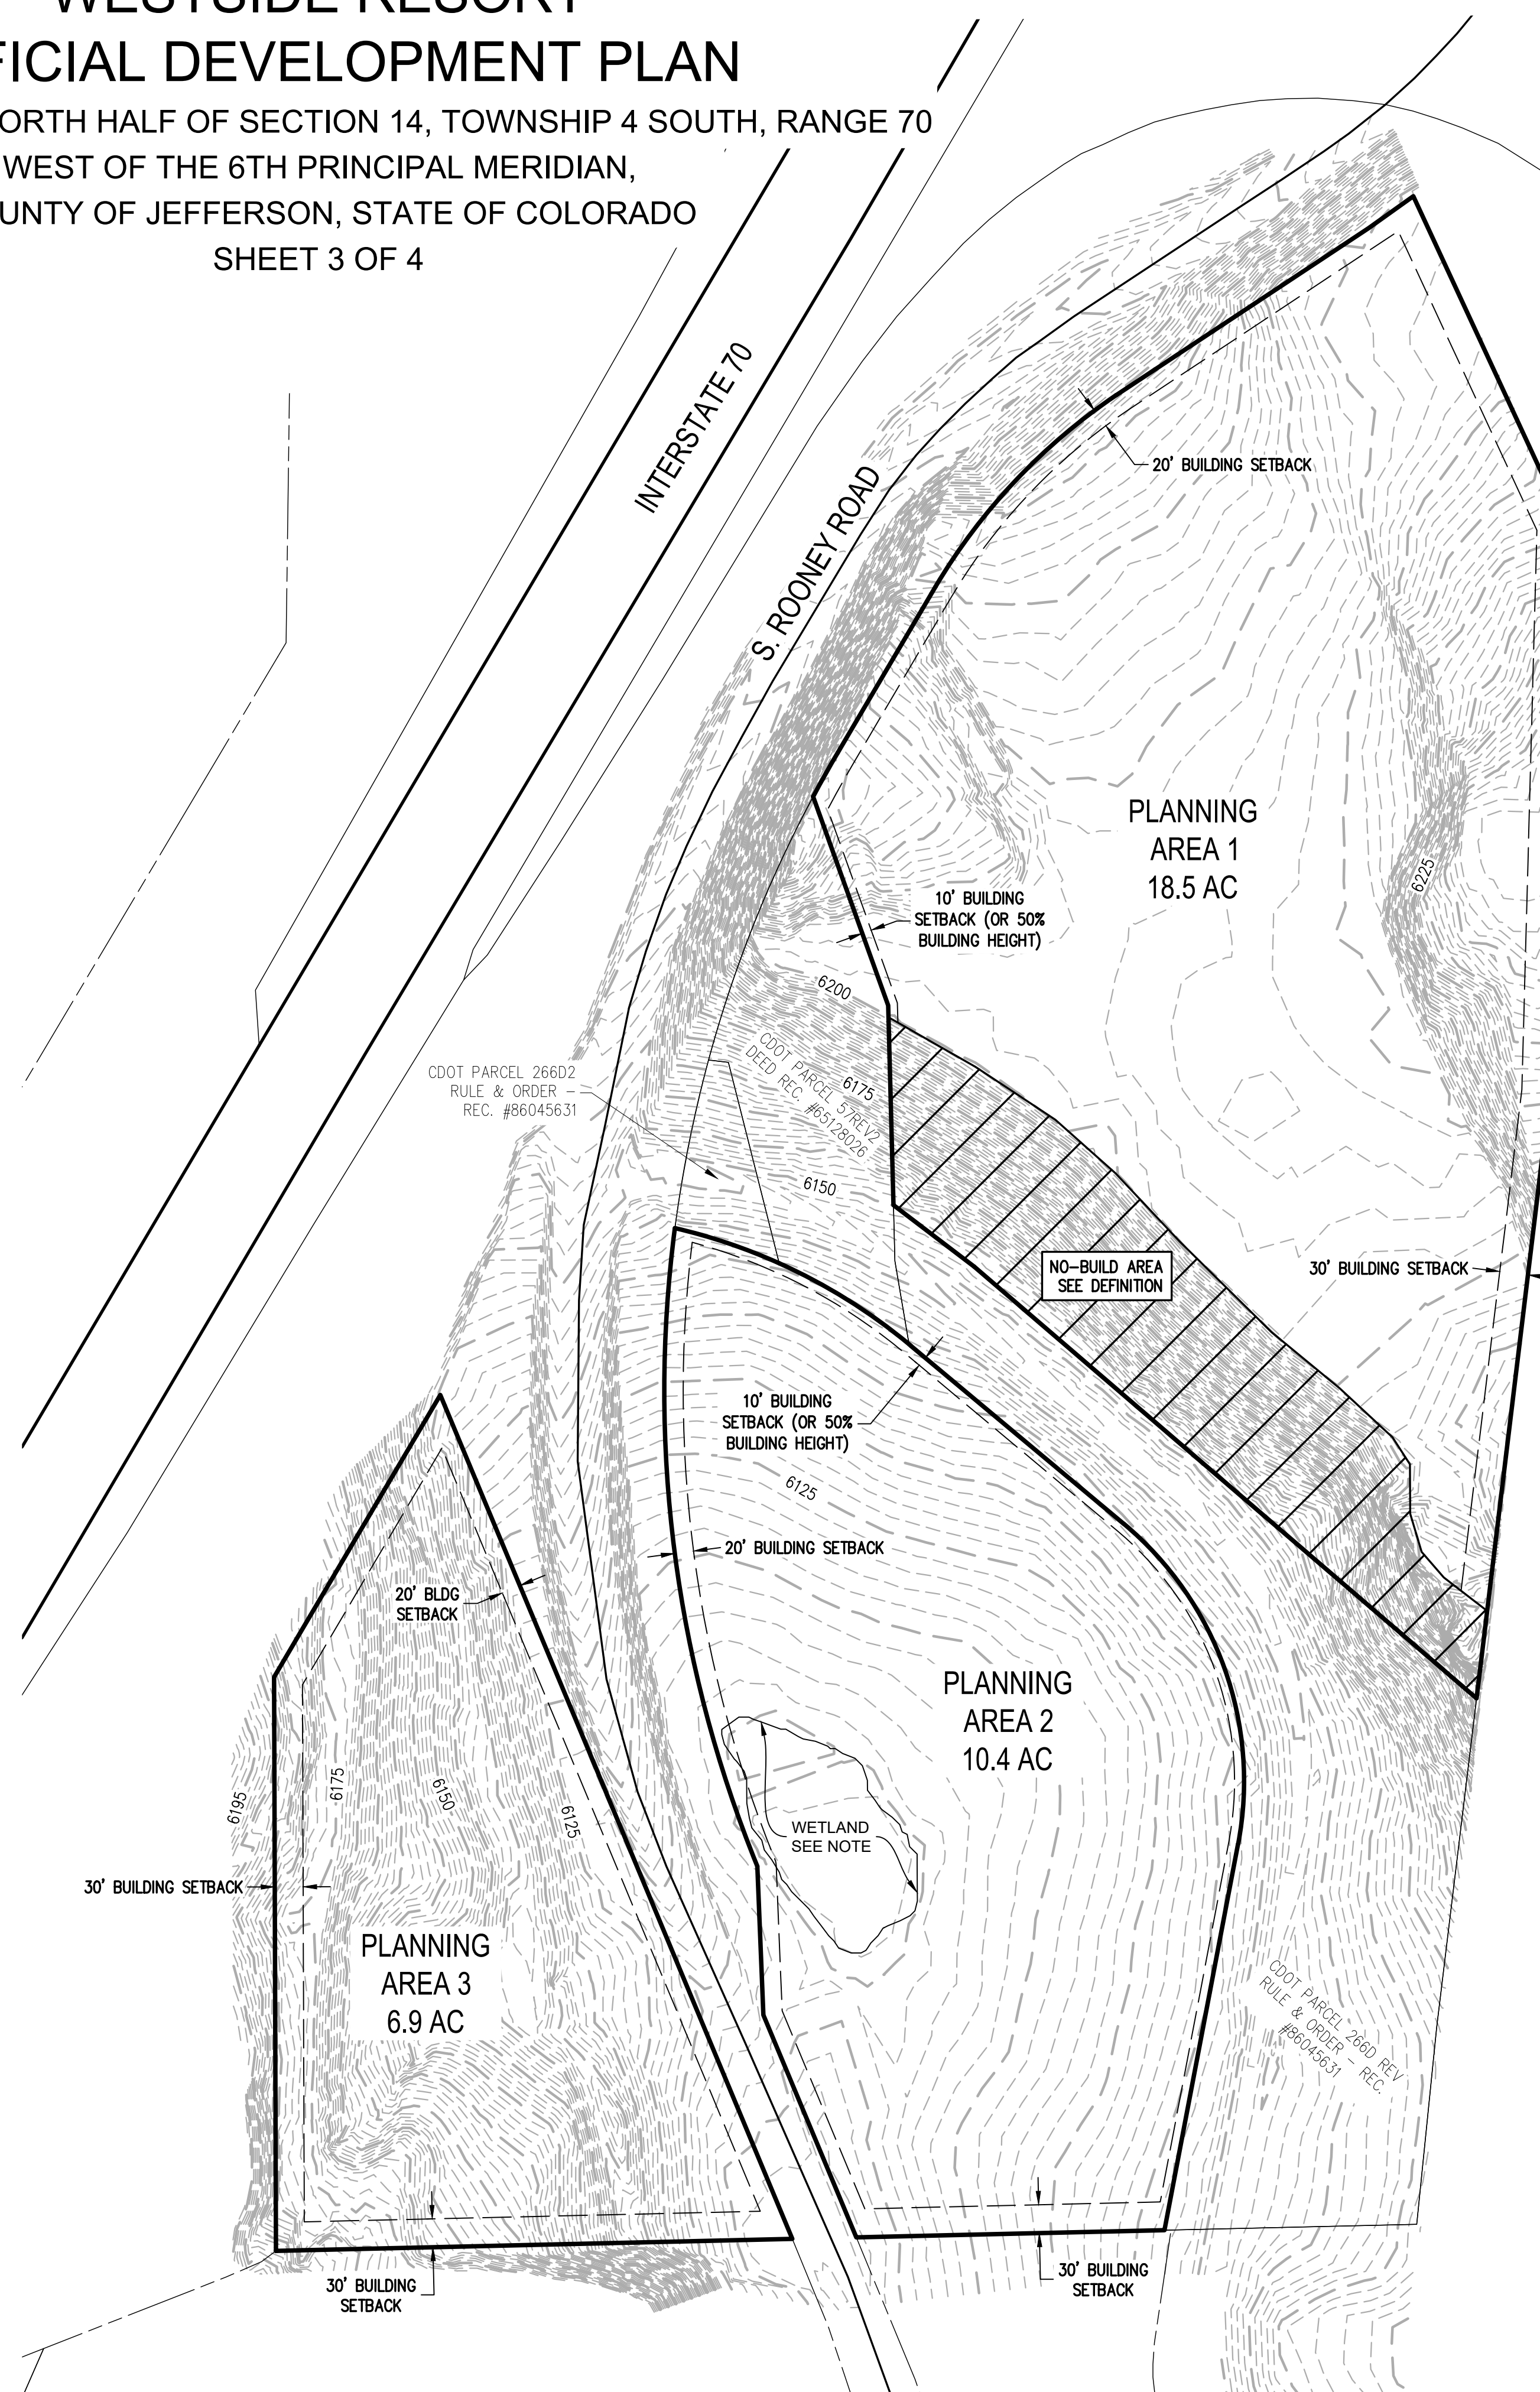 WESTSIDE RESORT
FICIAL DEVELOPMENT PLAN
ORTH HALF OF SECTION 14, TOWNSHIP 4 SOUTH, RANGE 70
WEST OF THE 6TH PRINCIPAL MERIDIAN,
UNTY OF JEFFERSON, STATE OF COLORADO
SHEET 3 OF 4
INTERSTATE 70
S. ROONEY ROAD
20' BUILDING SETBACK
PLANNING
AREA 1
18.5 AC
6225
10' BUILDING
SETBACK (OR 50%
BUILDING HEIGHT)
6200
CDOT PARCEL 57REV2
DEED REC. #65128026
6175
CDOT PARCEL 266D2
RULE & ORDER –
REC. #86045631
6150
NO-BUILD AREA
SEE DEFINITION
30' BUILDING SETBACK
10' BUILDING
SETBACK (OR 50%
BUILDING HEIGHT)
6125
20' BUILDING SETBACK
20' BLDG
SETBACK
PLANNING
AREA 2
10.4 AC
WETLAND
SEE NOTE
6195
6175
6150
6125
30' BUILDING SETBACK
PLANNING
AREA 3
6.9 AC
CDOT PARCEL 266D REV
RULE & ORDER – REC.
#86045631
30' BUILDING
SETBACK
30' BUILDING
SETBACK